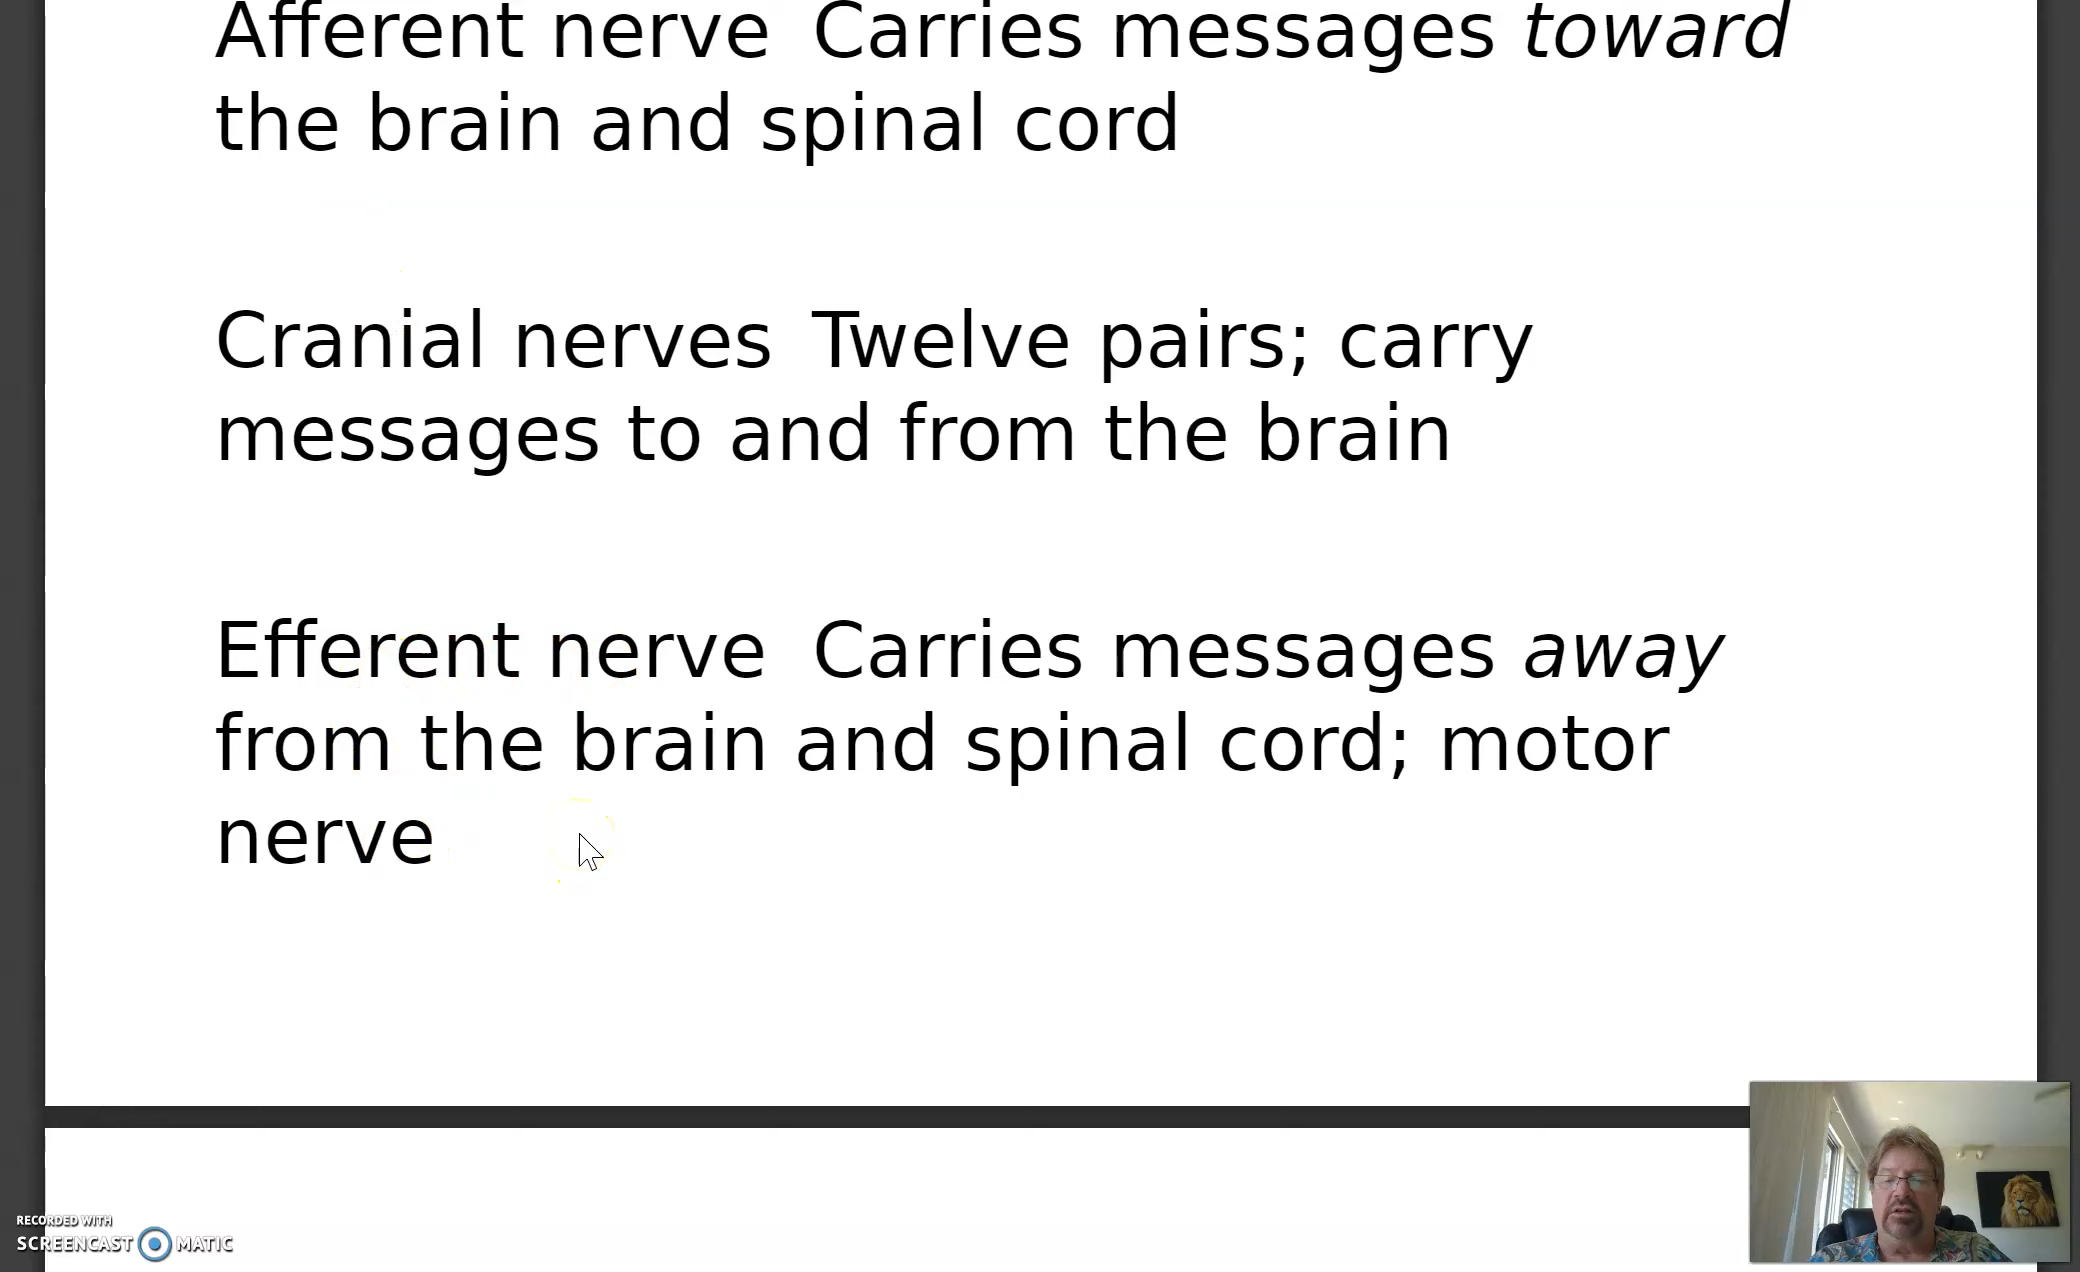 Afferent nerve Carries messages toward
the brain and spinal cord
Cranial nerves Twelve pairs; carry
messages to and from the brain
Efferent nerve Carries messages away
from the brain and spinal cord; motor
nerve
RECORDED WITH
SCREENCAST MATIC